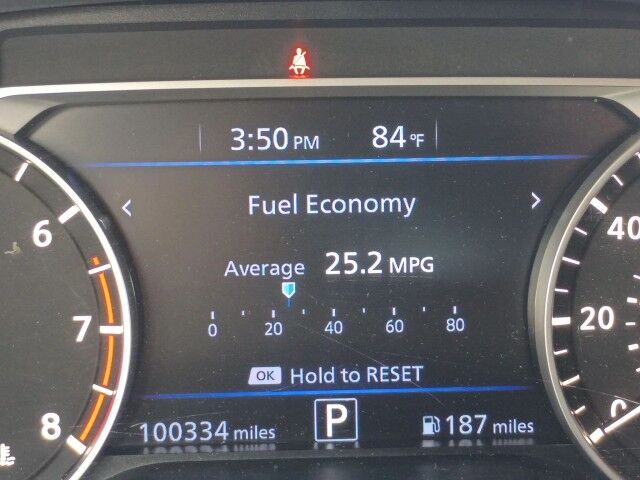 3:50 PM 84 °F
< Fuel Economy >
Average 25.2 MPG
0 20 40 60 80
OK Hold to RESET
100334 miles P 187 miles
6
7
8
40
20
0